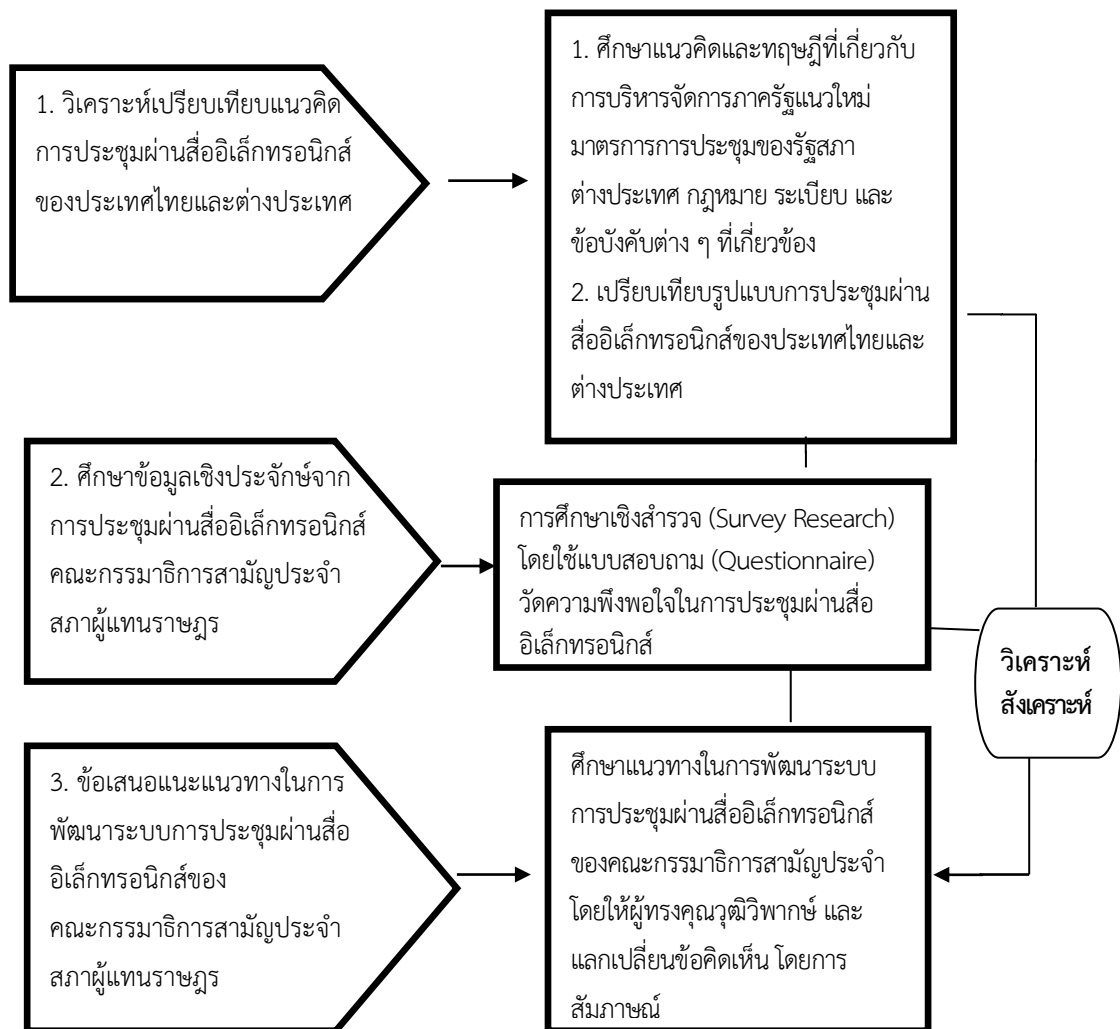 1. วิเคราะห์เปรียบเทียบแนวคิด
การประชุมผ่านสื่ออิเล็กทรอนิกส์
ของประเทศไทยและต่างประเทศ
1. ศึกษาแนวคิดและทฤษฎีที่เกี่ยวกับ
การบริหารจัดการภาครัฐแนวใหม่
มาตรการการประชุมของรัฐสภา
ต่างประเทศ กฎหมาย ระเบียบ และ
ข้อบังคับต่าง ๆ ที่เกี่ยวข้อง
2. เปรียบเทียบรูปแบบการประชุมผ่าน
สื่ออิเล็กทรอนิกส์ของประเทศไทยและ
ต่างประเทศ
2. ศึกษาข้อมูลเชิงประจักษ์จาก
การประชุมผ่านสื่ออิเล็กทรอนิกส์
คณะกรรมาธิการสามัญประจำ
สภาผู้แทนราษฎร
การศึกษาเชิงสำรวจ (Survey Research)
โดยใช้แบบสอบถาม (Questionnaire)
วัดความพึงพอใจในการประชุมผ่านสื่อ
อิเล็กทรอนิกส์
วิเคราะห์
สังเคราะห์
3. ข้อเสนอแนะแนวทางในการ
พัฒนาระบบการประชุมผ่านสื่อ
อิเล็กทรอนิกส์ของ
คณะกรรมาธิการสามัญประจำ
สภาผู้แทนราษฎร
ศึกษาแนวทางในการพัฒนาระบบ
การประชุมผ่านสื่ออิเล็กทรอนิกส์
ของคณะกรรมาธิการสามัญประจำ
โดยให้ผู้ทรงคุณวุฒิวิพากษ์ และ
แลกเปลี่ยนข้อคิดเห็น โดยการ
สัมภาษณ์